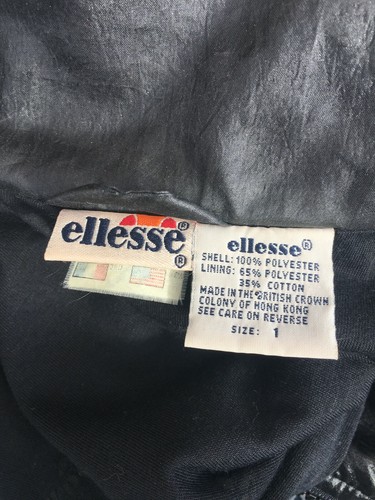 ellesse®
®
ellesse®
SHELL: 100% POLYESTER
LINING: 65% POLYESTER
35% COTTON
MADE IN THE BRITISH CROWN
COLONY OF HONG KONG
SEE CARE ON REVERSE
SIZE: 1